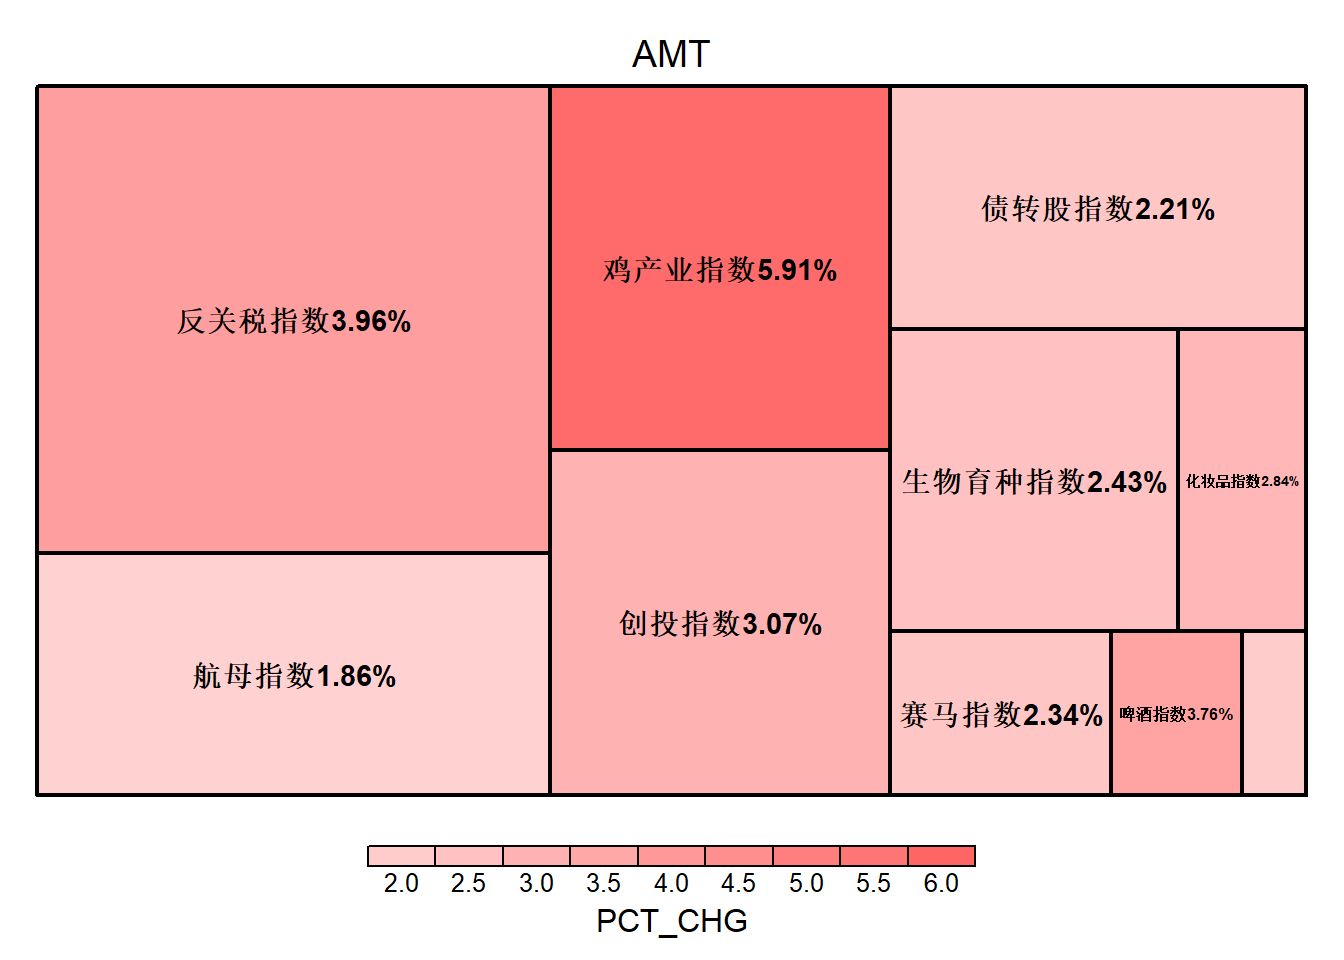 AMT
反关税指数3.96%
航母指数1.86%
鸡产业指数5.91%
创投指数3.07%
债转股指数2.21%
生物育种指数2.43%
化妆品指数2.84%
赛马指数2.34%
啤酒指数3.76%
2.0 2.5 3.0 3.5 4.0 4.5 5.0 5.5 6.0
PCT_CHG